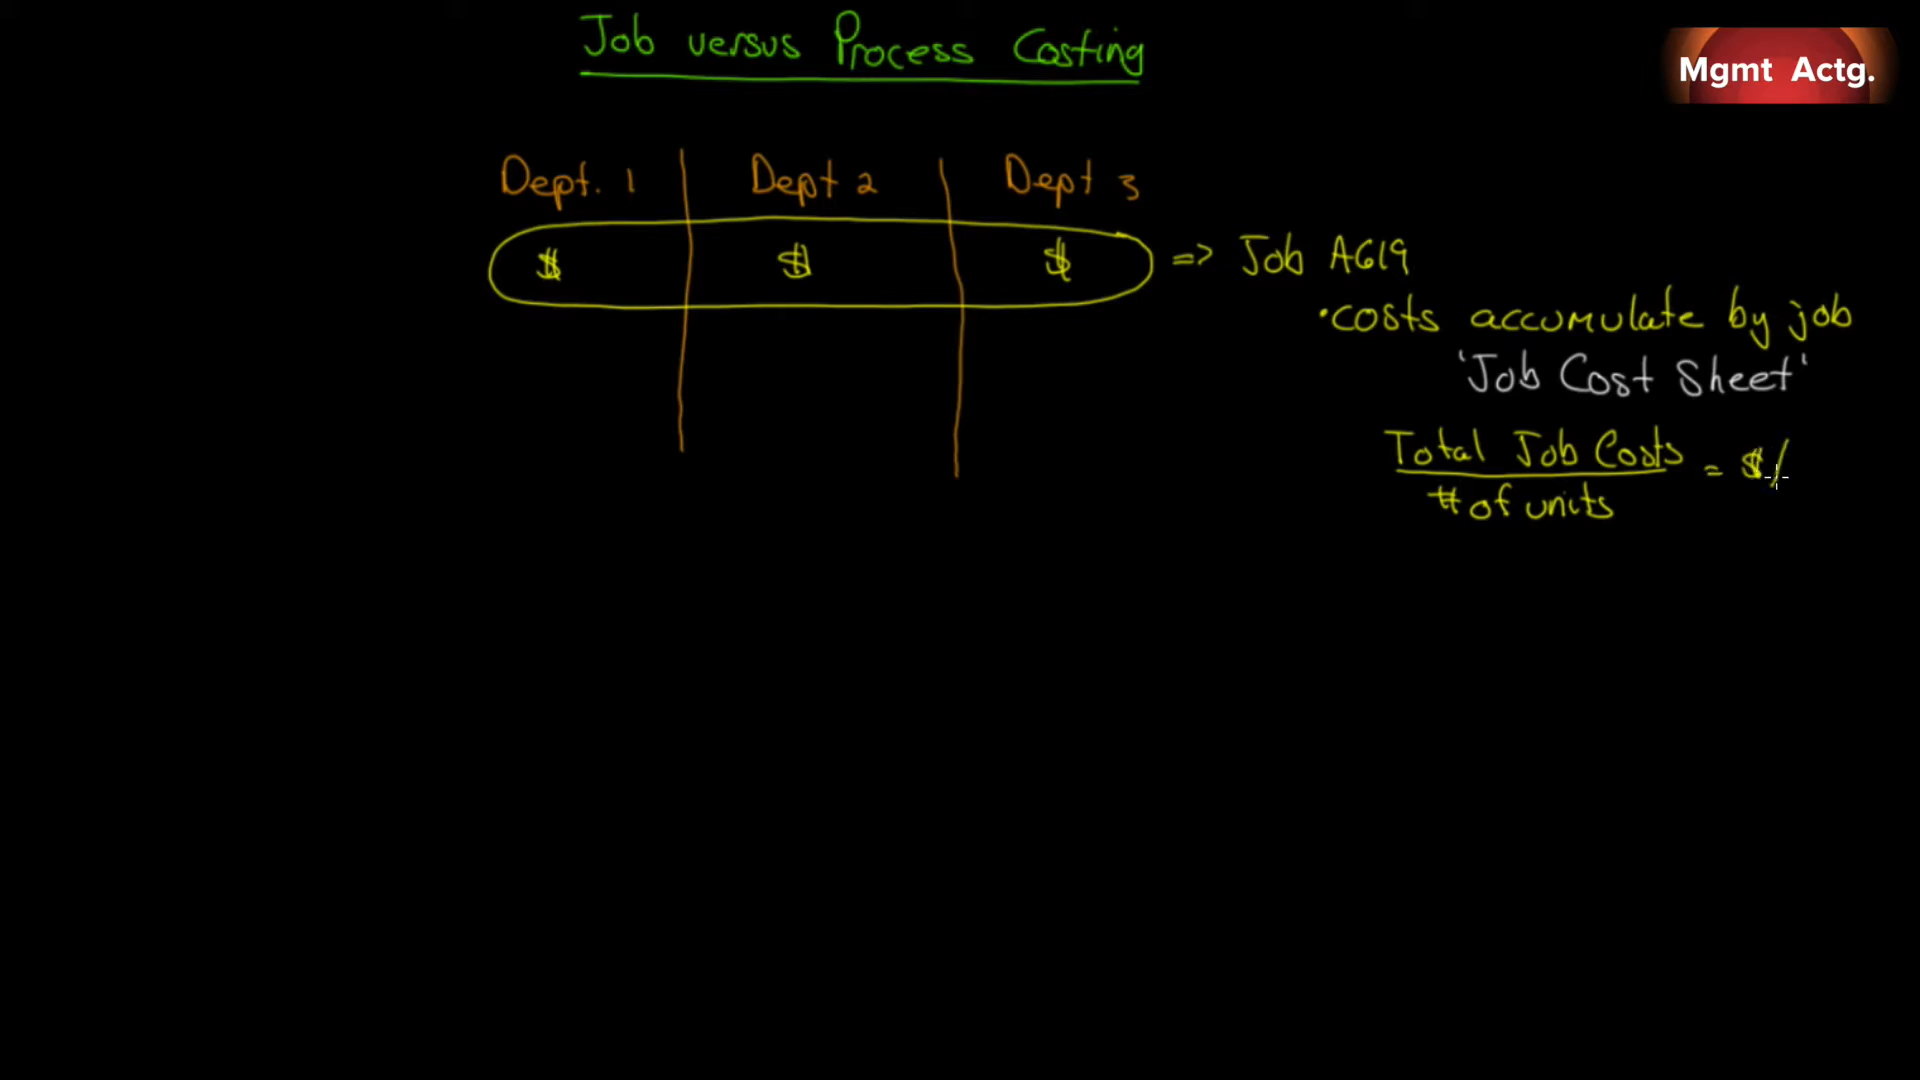 Job versus Process Costing
Mgmt Actg.
Dept. 1 Dept 2 Dept 3
$ $ $ => Job A619
•costs accumulate by job
'Job Cost Sheet'
Total Job Costs = $/
# of units